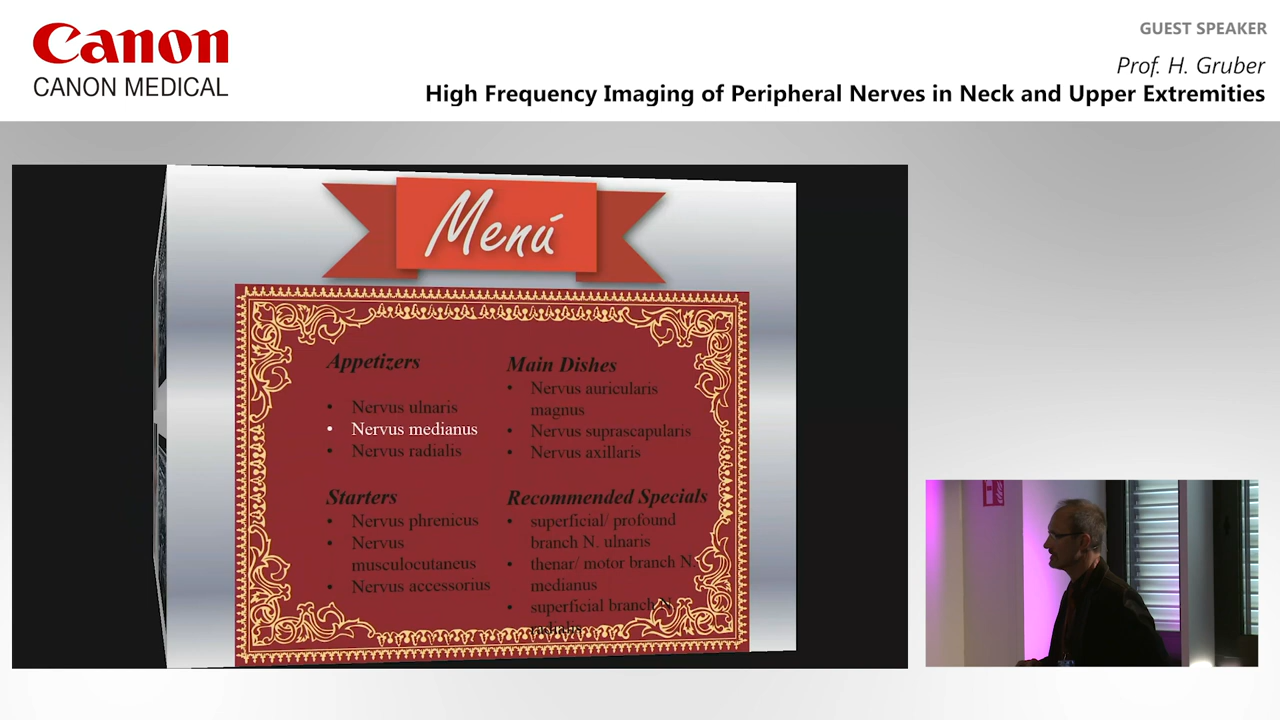 Canon
CANON MEDICAL
GUEST SPEAKER
Prof. H. Gruber
High Frequency Imaging of Peripheral Nerves in Neck and Upper Extremities
Menú
Appetizers
• Nervus ulnaris
• Nervus medianus
• Nervus radialis
Starters
• Nervus phrenicus
• Nervus
musculocutaneus
• Nervus accessorius
Main Dishes
• Nervus auricularis
magnus
• Nervus suprascapularis
• Nervus axillaris
Recommended Specials
• superficial/ profound
branch N. ulnaris
• thenar/ motor branch N.
medianus
• superficial branch N.
radialis